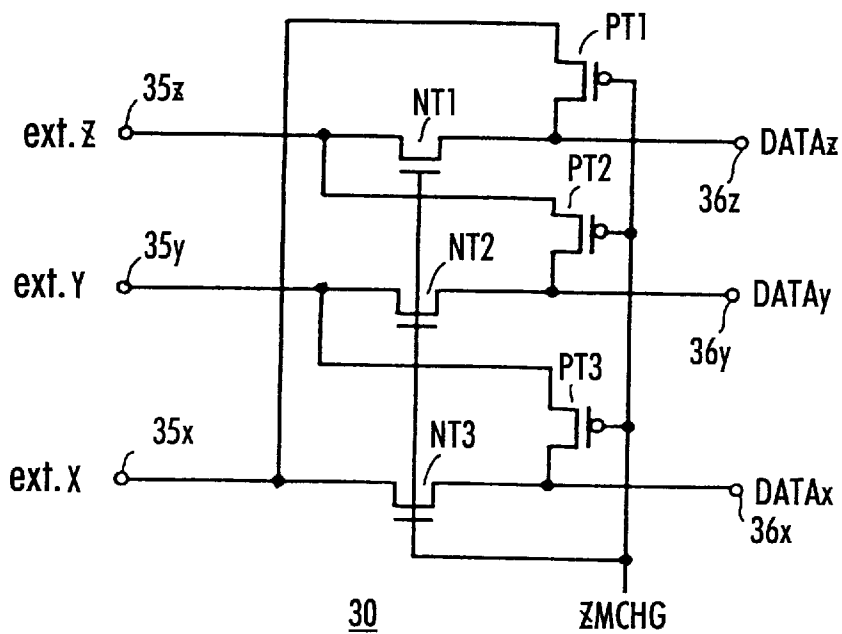 PT1
35z
NT1
ext. Z
DATAz
PT2
36z
35y
NT2
ext. Y
DATAy
36y
PT3
35x
NT3
ext. X
DATAx
36x
30
ZMCHG